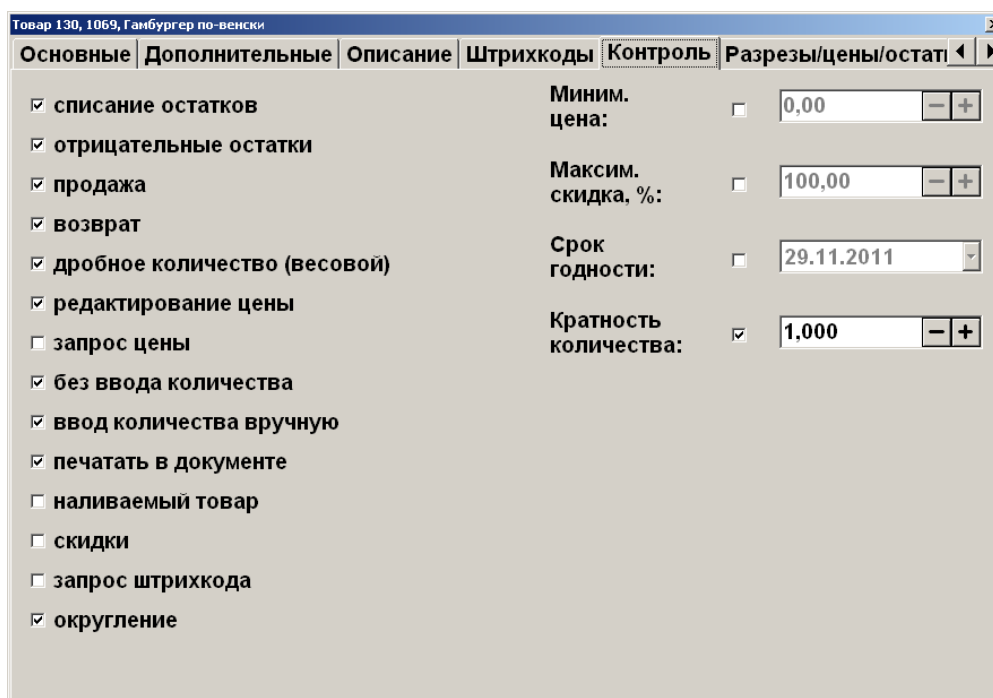 Товар 130, 1069, Гамбургер по-венски
Основные Дополнительные Описание Штрихкоды Контроль Разрезы/цены/остат
списание остатков
отрицательные остатки
продажа
возврат
дробное количество (весовой)
редактирование цены
запрос цены
без ввода количества
ввод количества вручную
печатать в документе
наливаемый товар
скидки
запрос штрихкода
округление
Миним.
цена:
0,00
Максим.
скидка, %:
100,00
Срок
годности:
29.11.2011
Кратность
количества:
1,000